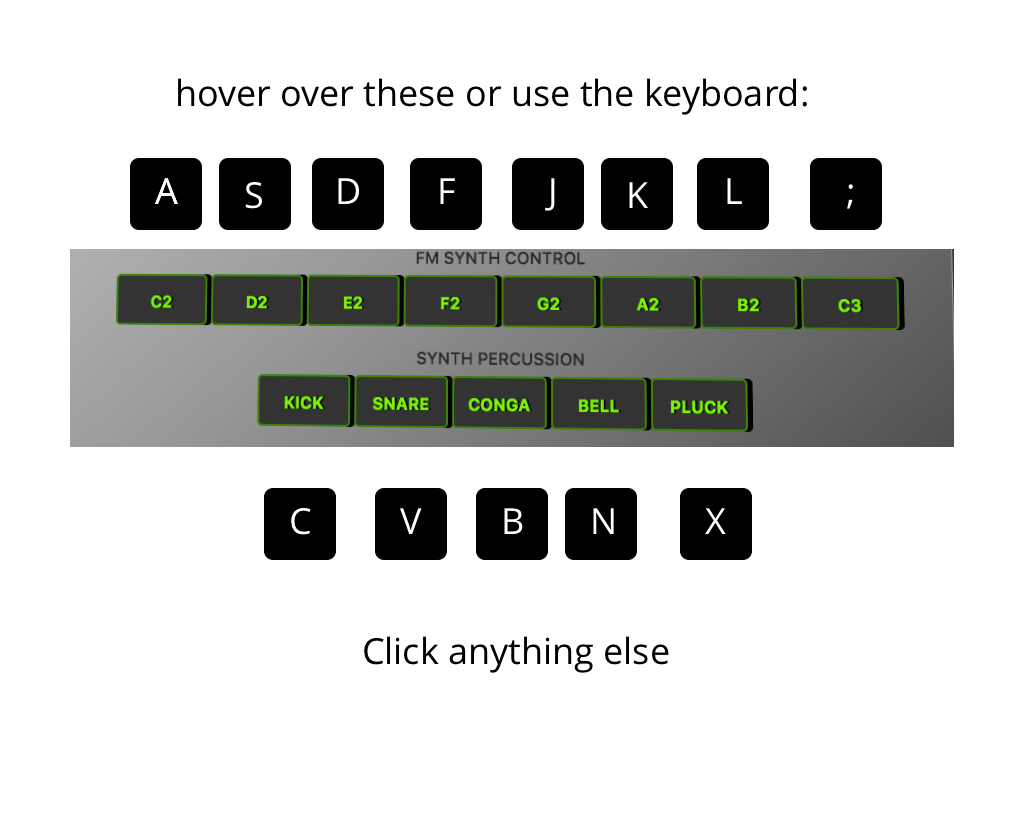 hover over these or use the keyboard:
A S D F J K L ;
FM SYNTH CONTROL
C2 D2 E2 F2 G2 A2 B2 C3
SYNTH PERCUSSION
KICK SNARE CONGA BELL PLUCK
C V B N X
Click anything else